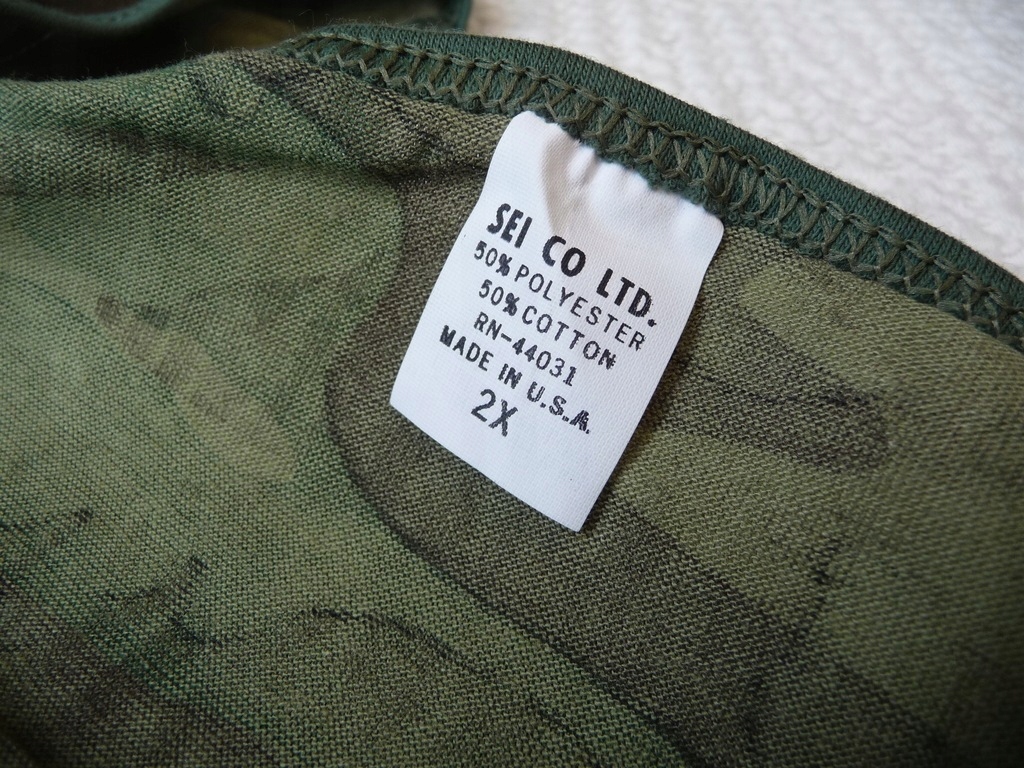 SEI CO LTD.
50% POLYESTER
50% COTTON
RN-44031
MADE IN U.S.A.
2X